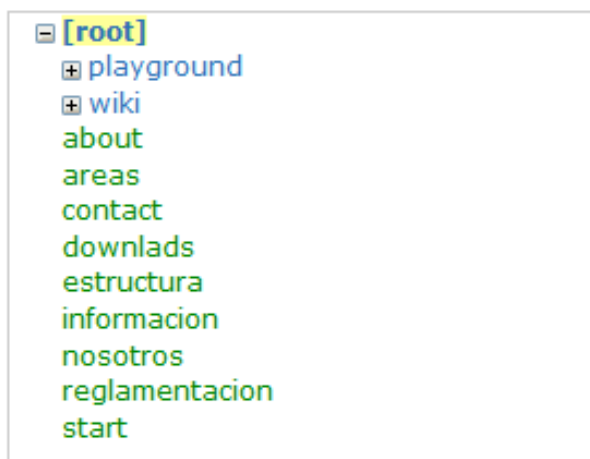 [root]
playground
wiki
about
areas
contact
downlads
estructura
informacion
nosotros
reglamentacion
start